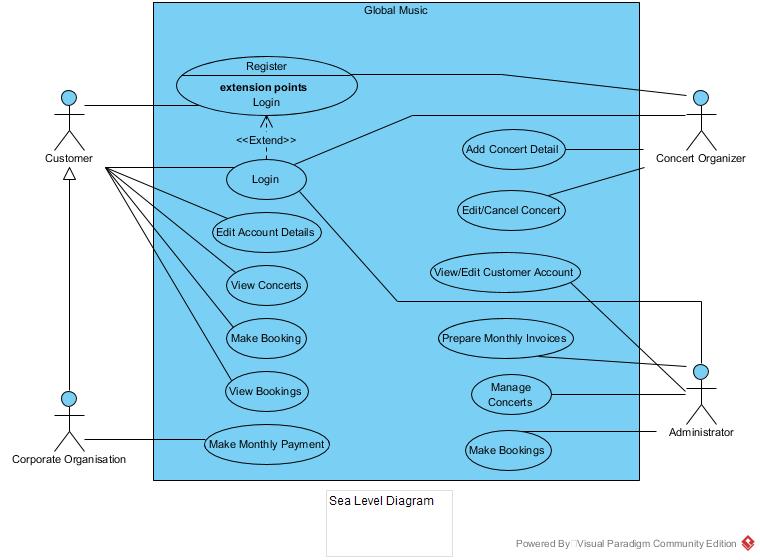 Global Music
Register
extension points
Login
<<Extend>>
Customer
Concert Organizer
Add Concert Detail
Login
Edit/Cancel Concert
Edit Account Details
View/Edit Customer Account
View Concerts
Make Booking
Prepare Monthly Invoices
View Bookings
Manage
Concerts
Administrator
Make Monthly Payment
Make Bookings
Corporate Organisation
Sea Level Diagram
Powered By Visual Paradigm Community Edition